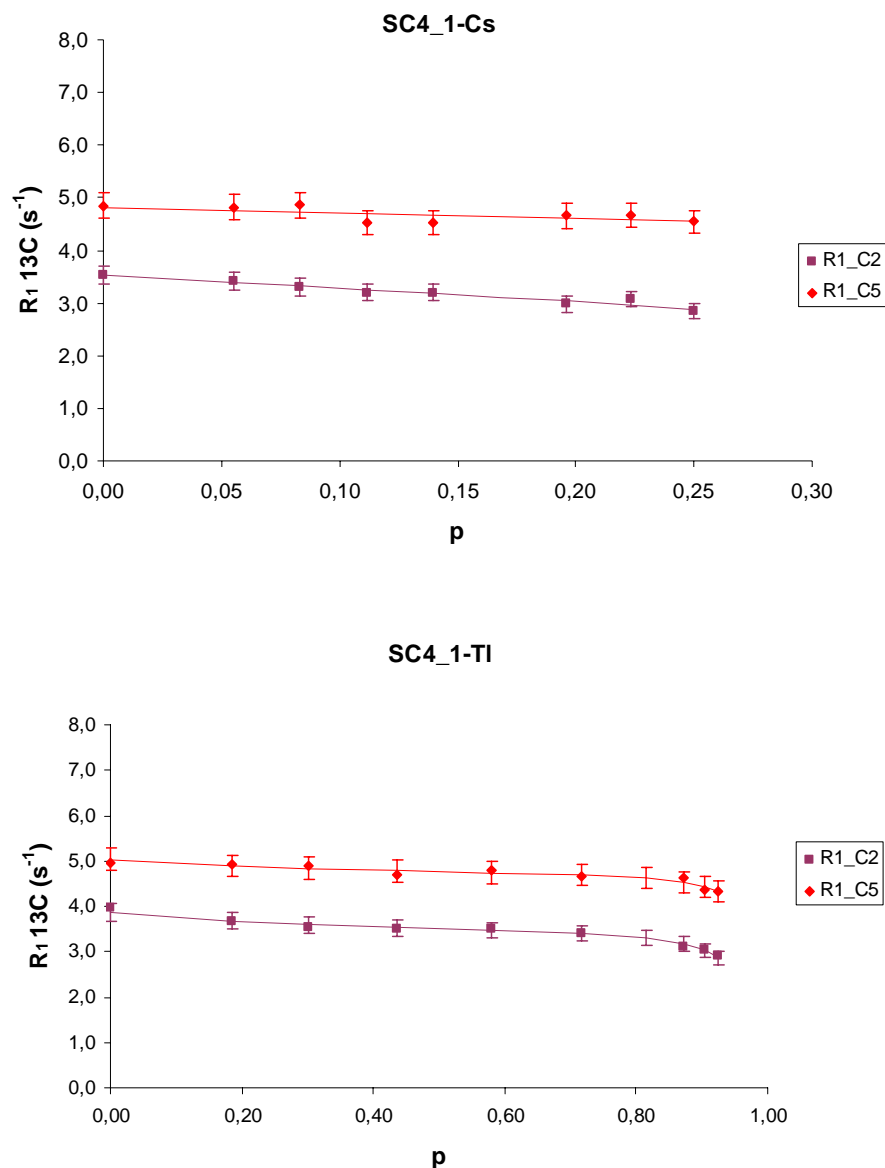 SC4_1-Cs
8,0
7,0
6,0
5,0
4,0
3,0
2,0
1,0
0,0
R₁ 13C (s⁻¹)
0,00 0,05 0,10 0,15 0,20 0,25 0,30
p
R1_C2
R1_C5
SC4_1-Tl
8,0
7,0
6,0
5,0
4,0
3,0
2,0
1,0
0,0
R₁ 13C (s⁻¹)
0,00 0,20 0,40 0,60 0,80 1,00
p
R1_C2
R1_C5